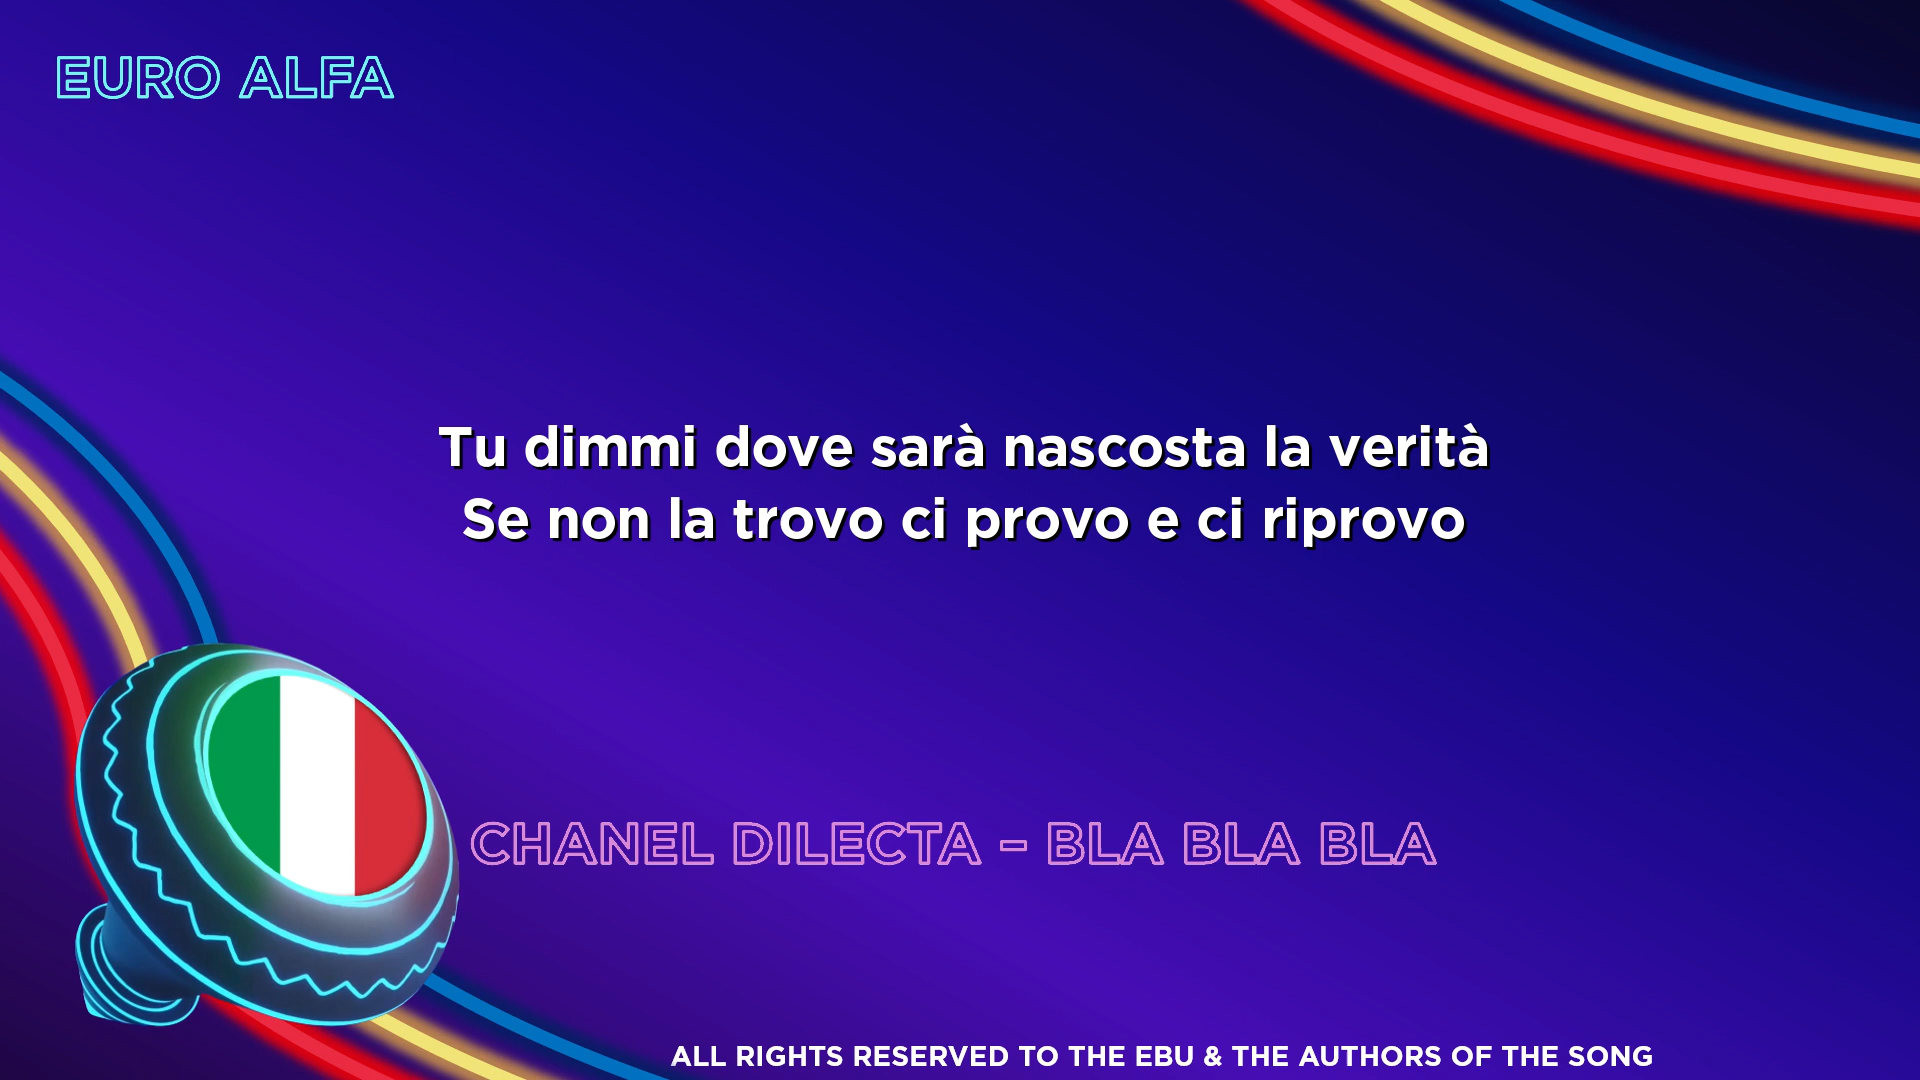 EURO ALFA
Tu dimmi dove sarà nascosta la verità
Se non la trovo ci provo e ci riprovo
CHANEL DILECTA – BLA BLA BLA
ALL RIGHTS RESERVED TO THE EBU & THE AUTHORS OF THE SONG